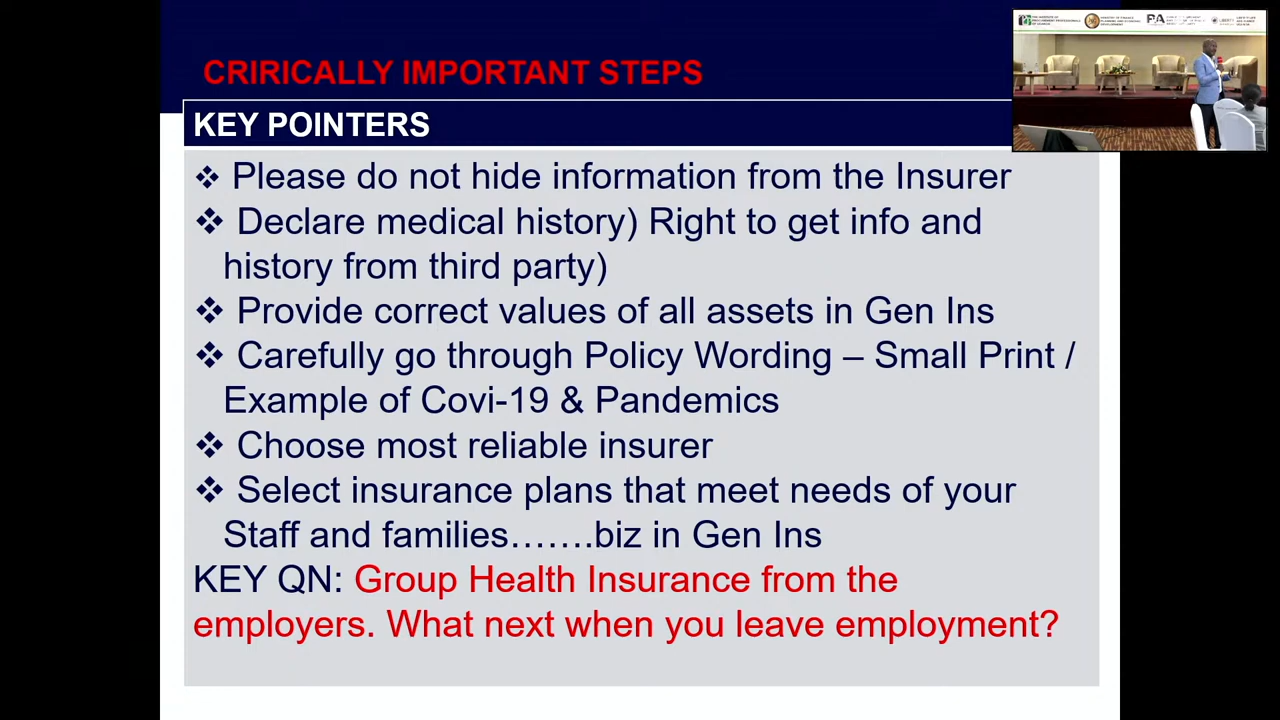 CRIRICALLY IMPORTANT STEPS
KEY POINTERS
❖ Please do not hide information from the Insurer
❖ Declare medical history) Right to get info and
history from third party)
❖ Provide correct values of all assets in Gen Ins
❖ Carefully go through Policy Wording – Small Print /
Example of Covi-19 & Pandemics
❖ Choose most reliable insurer
❖ Select insurance plans that meet needs of your
Staff and families…….biz in Gen Ins
KEY QN: Group Health Insurance from the
employers. What next when you leave employment?